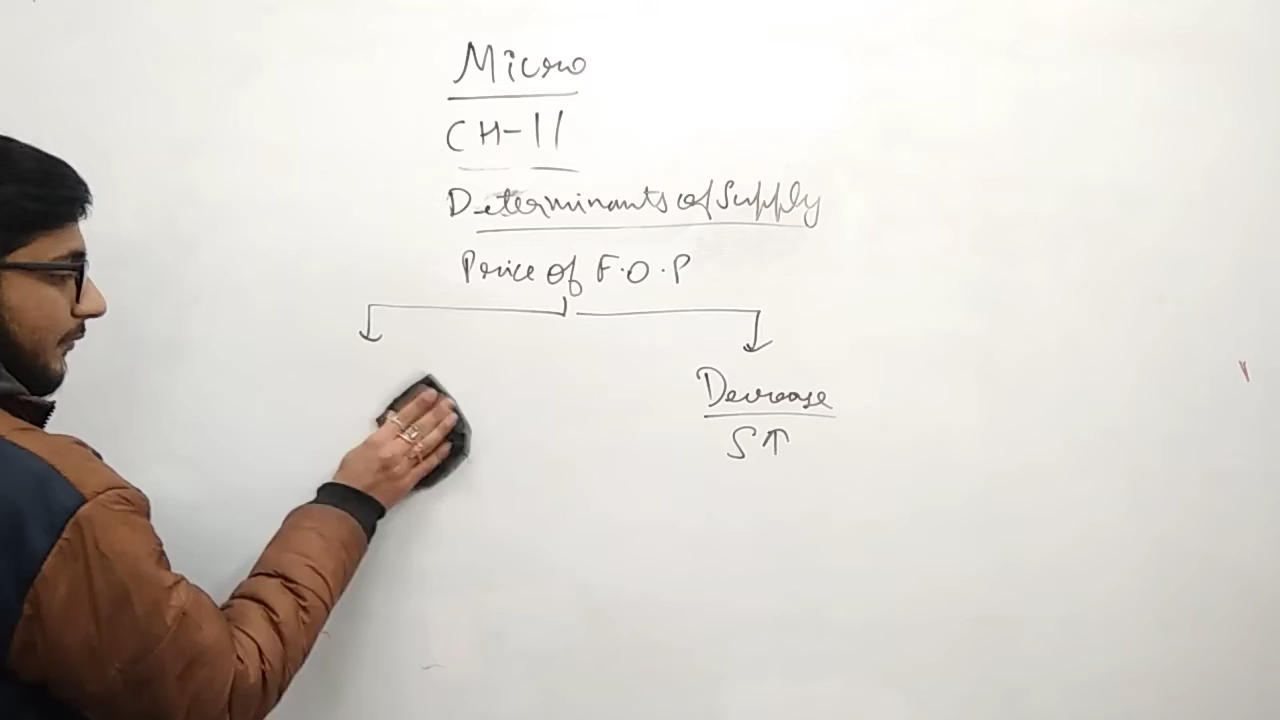 Micro
CH-11
Determinants of Supply
Price of F.O.P
Decrease
S↑